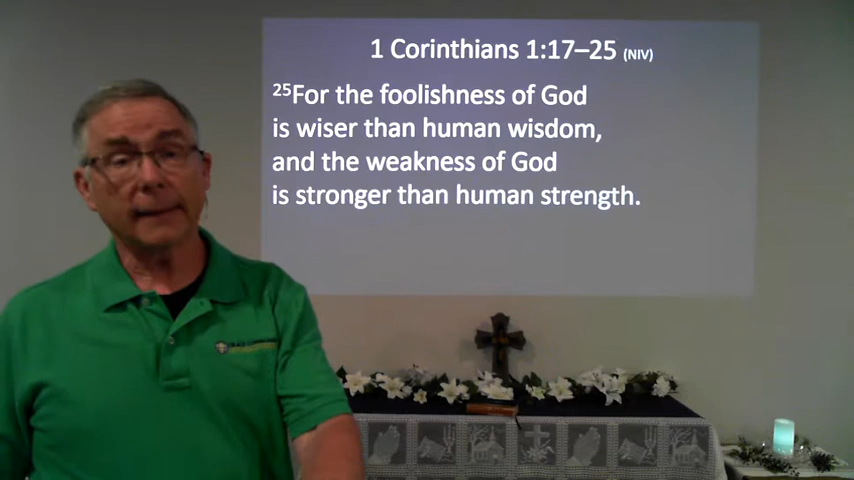 1 Corinthians 1:17–25 (NIV)
25For the foolishness of God
is wiser than human wisdom,
and the weakness of God
is stronger than human strength.